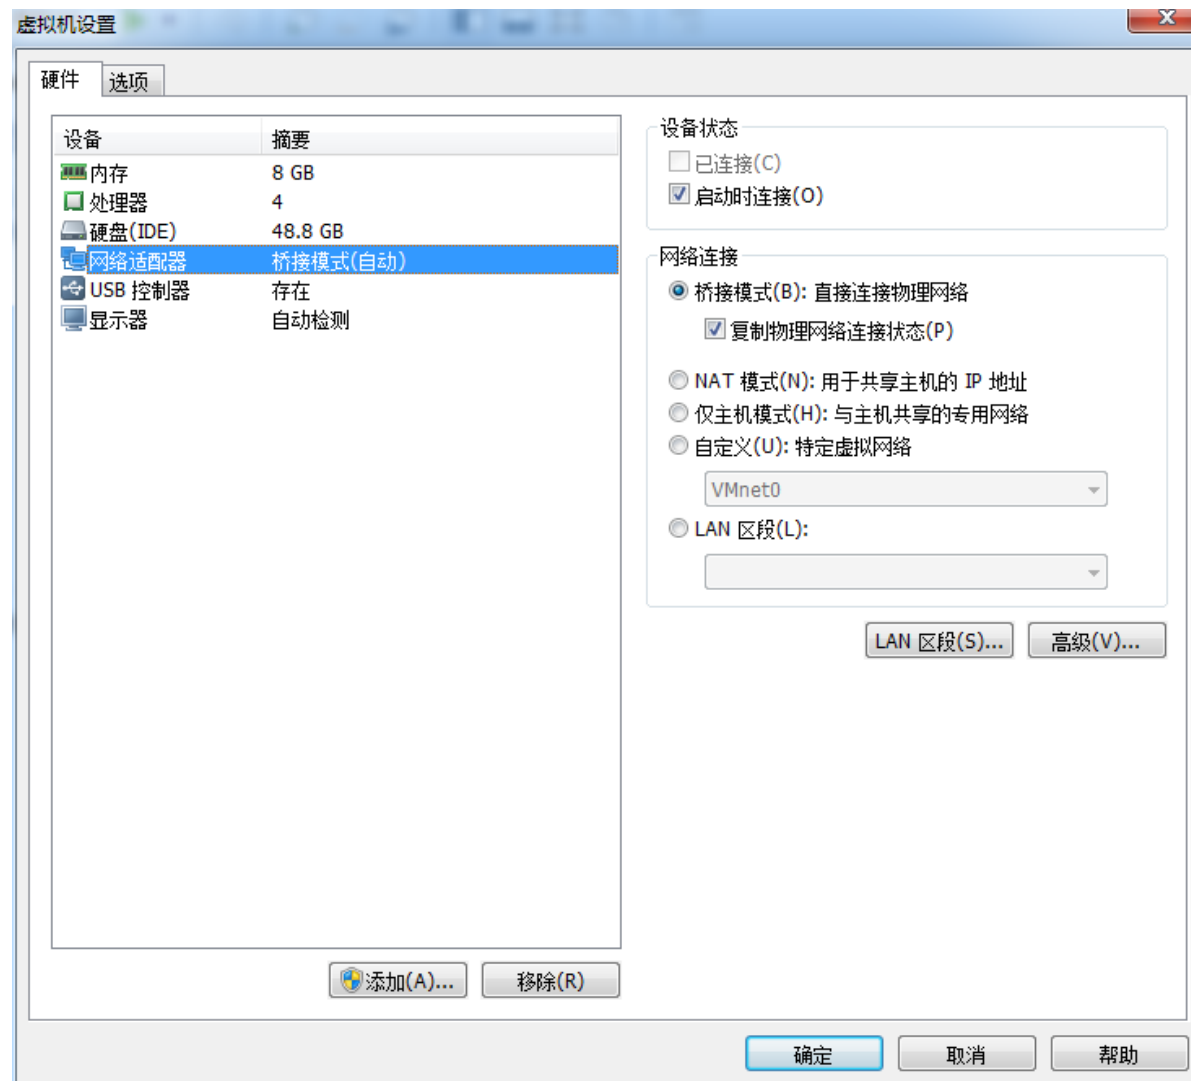 虚拟机设置
硬件 选项
设备 摘要
内存 8 GB
处理器 4
硬盘(IDE) 48.8 GB
网络适配器 桥接模式(自动)
USB 控制器 存在
显示器 自动检测
添加(A)... 移除(R)
设备状态
已连接(C)
启动时连接(O)
网络连接
桥接模式(B): 直接连接物理网络
复制物理网络连接状态(P)
NAT 模式(N): 用于共享主机的 IP 地址
仅主机模式(H): 与主机共享的专用网络
自定义(U): 特定虚拟网络
VMnet0
LAN 区段(L):
LAN 区段(S)... 高级(V)...
确定 取消 帮助